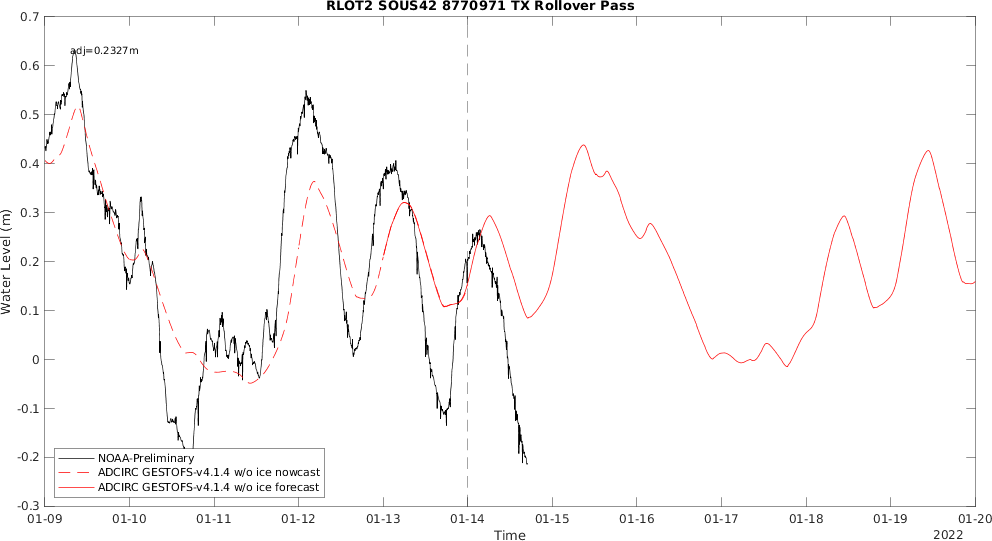 RLOT2 SOUS42 8770971 TX Rollover Pass
adj=0.2327m
Water Level (m)
0.7
0.6
0.5
0.4
0.3
0.2
0.1
0
-0.1
-0.2
-0.3
NOAA-Preliminary
ADCIRC GESTOFS-v4.1.4 w/o ice nowcast
ADCIRC GESTOFS-v4.1.4 w/o ice forecast
01-09 01-10 01-11 01-12 01-13 01-14 01-15 01-16 01-17 01-18 01-19 01-20
Time
2022